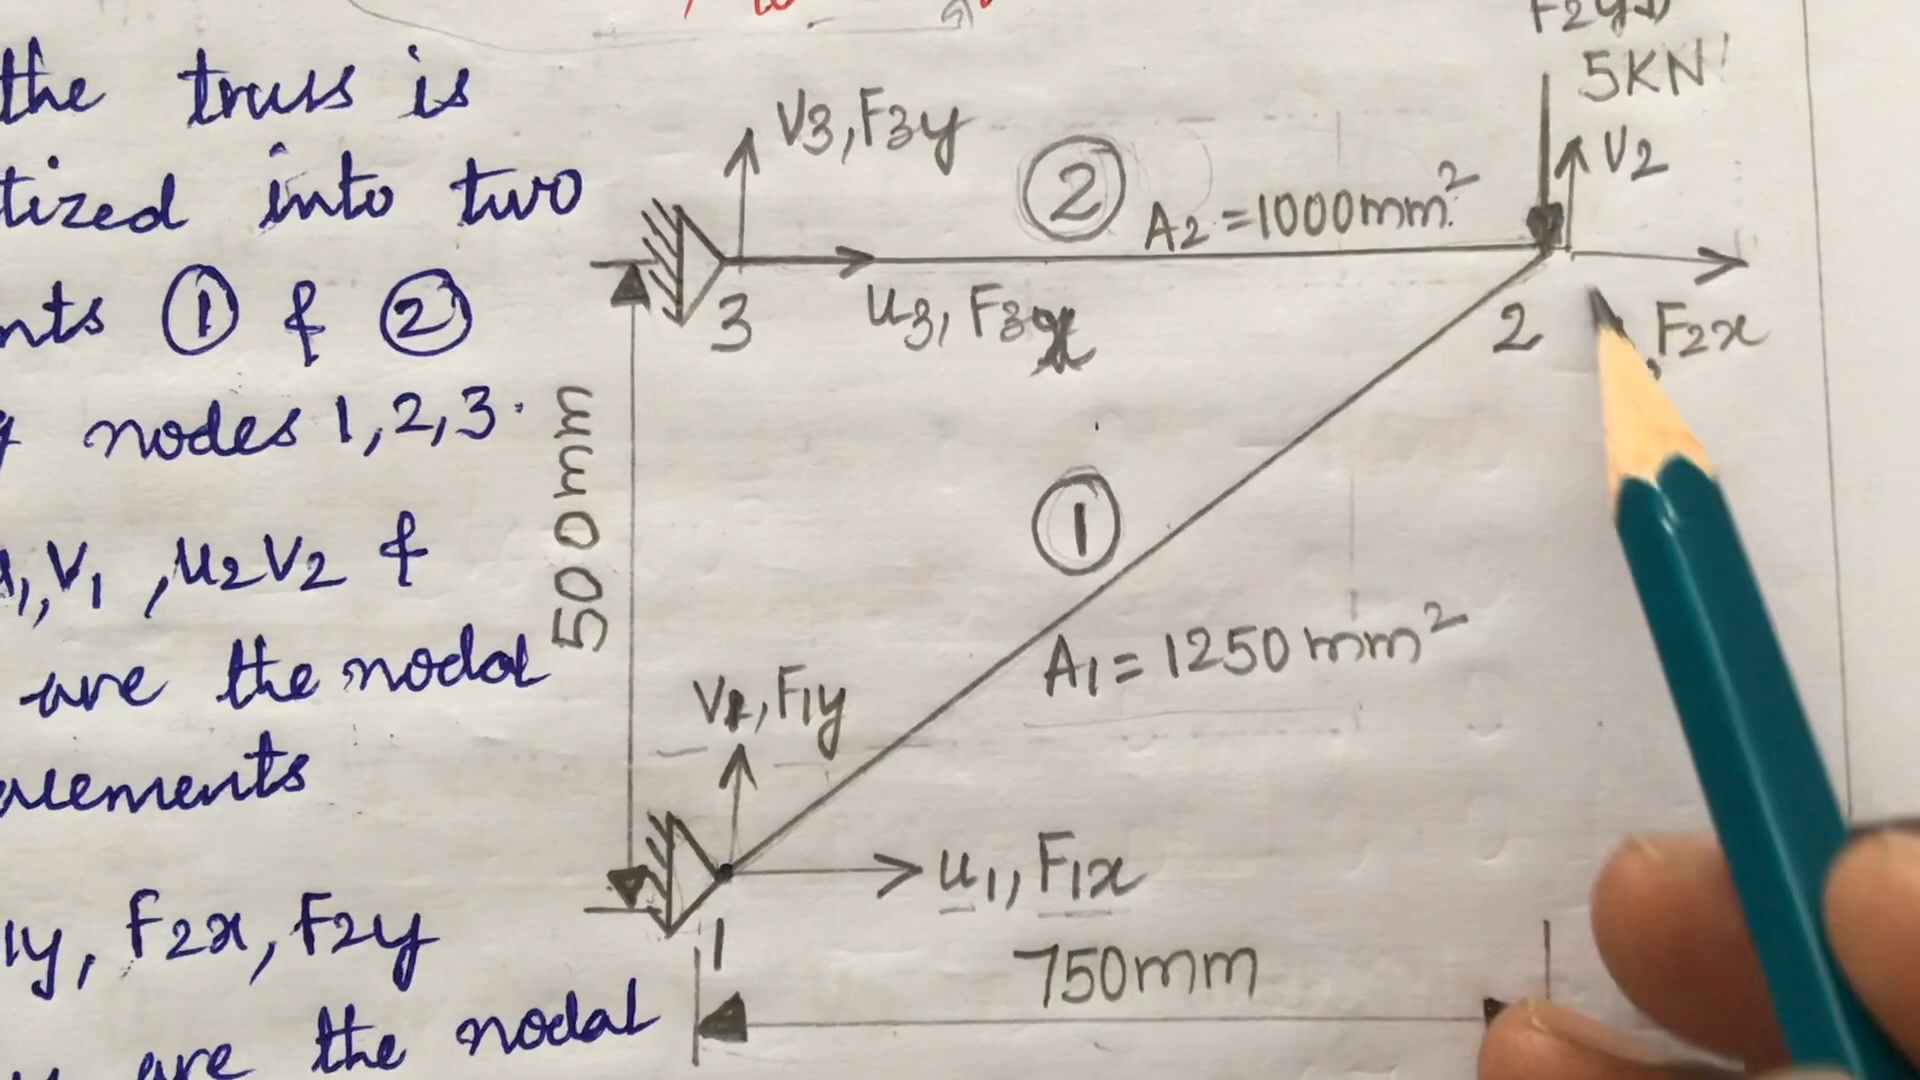 the truss is
tized into two
nts ① & ②
nodes 1,2,3.
V1, u2V2 &
are the nodal
acements
1y, F2x, F2y
are the nodal
5KN
V3, F3y
V2
②
A2 = 1000mm²
3
u3, F3x
2
F2x
500mm
①
A1 = 1250mm²
V1, F1y
u1, F1x
1
750mm